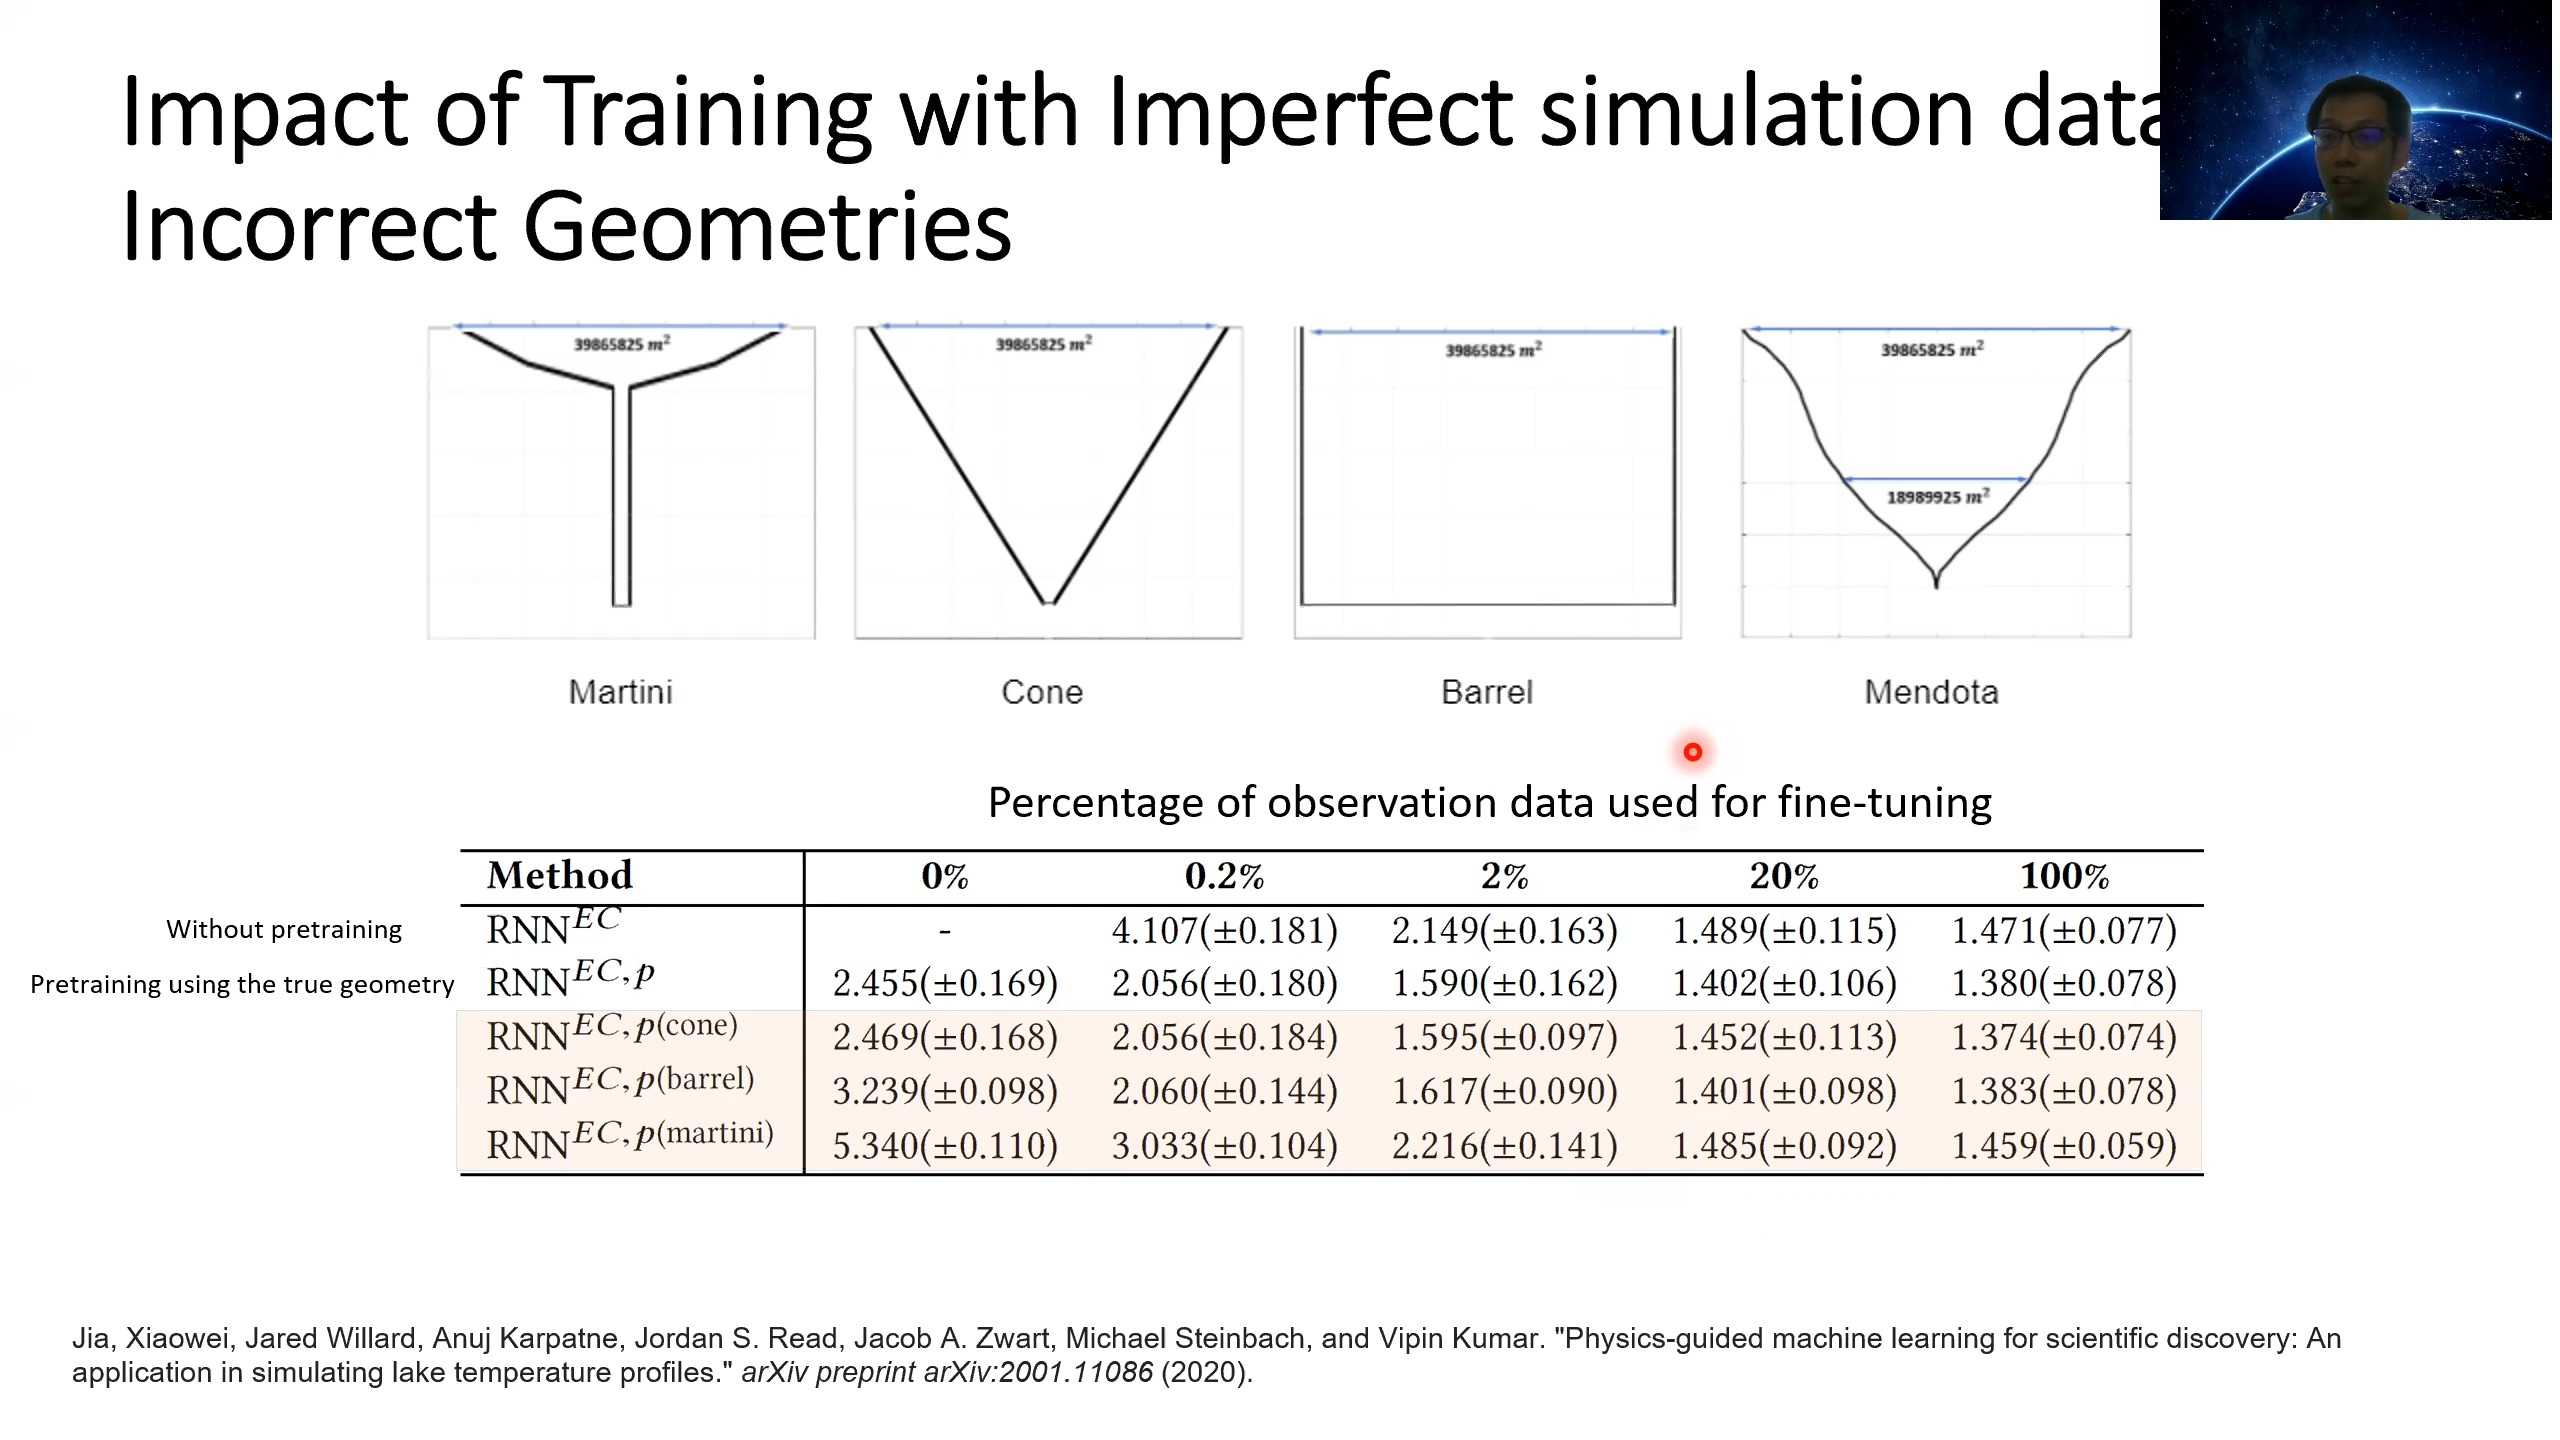 Impact of Training with Imperfect simulation data
Incorrect Geometries
39865825 m²
39865825 m²
39865825 m²
39865825 m²
18989925 m²
Martini
Cone
Barrel
Mendota
Percentage of observation data used for fine-tuning
Method 0% 0.2% 2% 20% 100%
Without pretraining RNN^EC - 4.107(±0.181) 2.149(±0.163) 1.489(±0.115) 1.471(±0.077)
Pretraining using the true geometry RNN^EC,p 2.455(±0.169) 2.056(±0.180) 1.590(±0.162) 1.402(±0.106) 1.380(±0.078)
RNN^EC,p(cone) 2.469(±0.168) 2.056(±0.184) 1.595(±0.097) 1.452(±0.113) 1.374(±0.074)
RNN^EC,p(barrel) 3.239(±0.098) 2.060(±0.144) 1.617(±0.090) 1.401(±0.098) 1.383(±0.078)
RNN^EC,p(martini) 5.340(±0.110) 3.033(±0.104) 2.216(±0.141) 1.485(±0.092) 1.459(±0.059)
Jia, Xiaowei, Jared Willard, Anuj Karpatne, Jordan S. Read, Jacob A. Zwart, Michael Steinbach, and Vipin Kumar. "Physics-guided machine learning for scientific discovery: An
application in simulating lake temperature profiles." arXiv preprint arXiv:2001.11086 (2020).